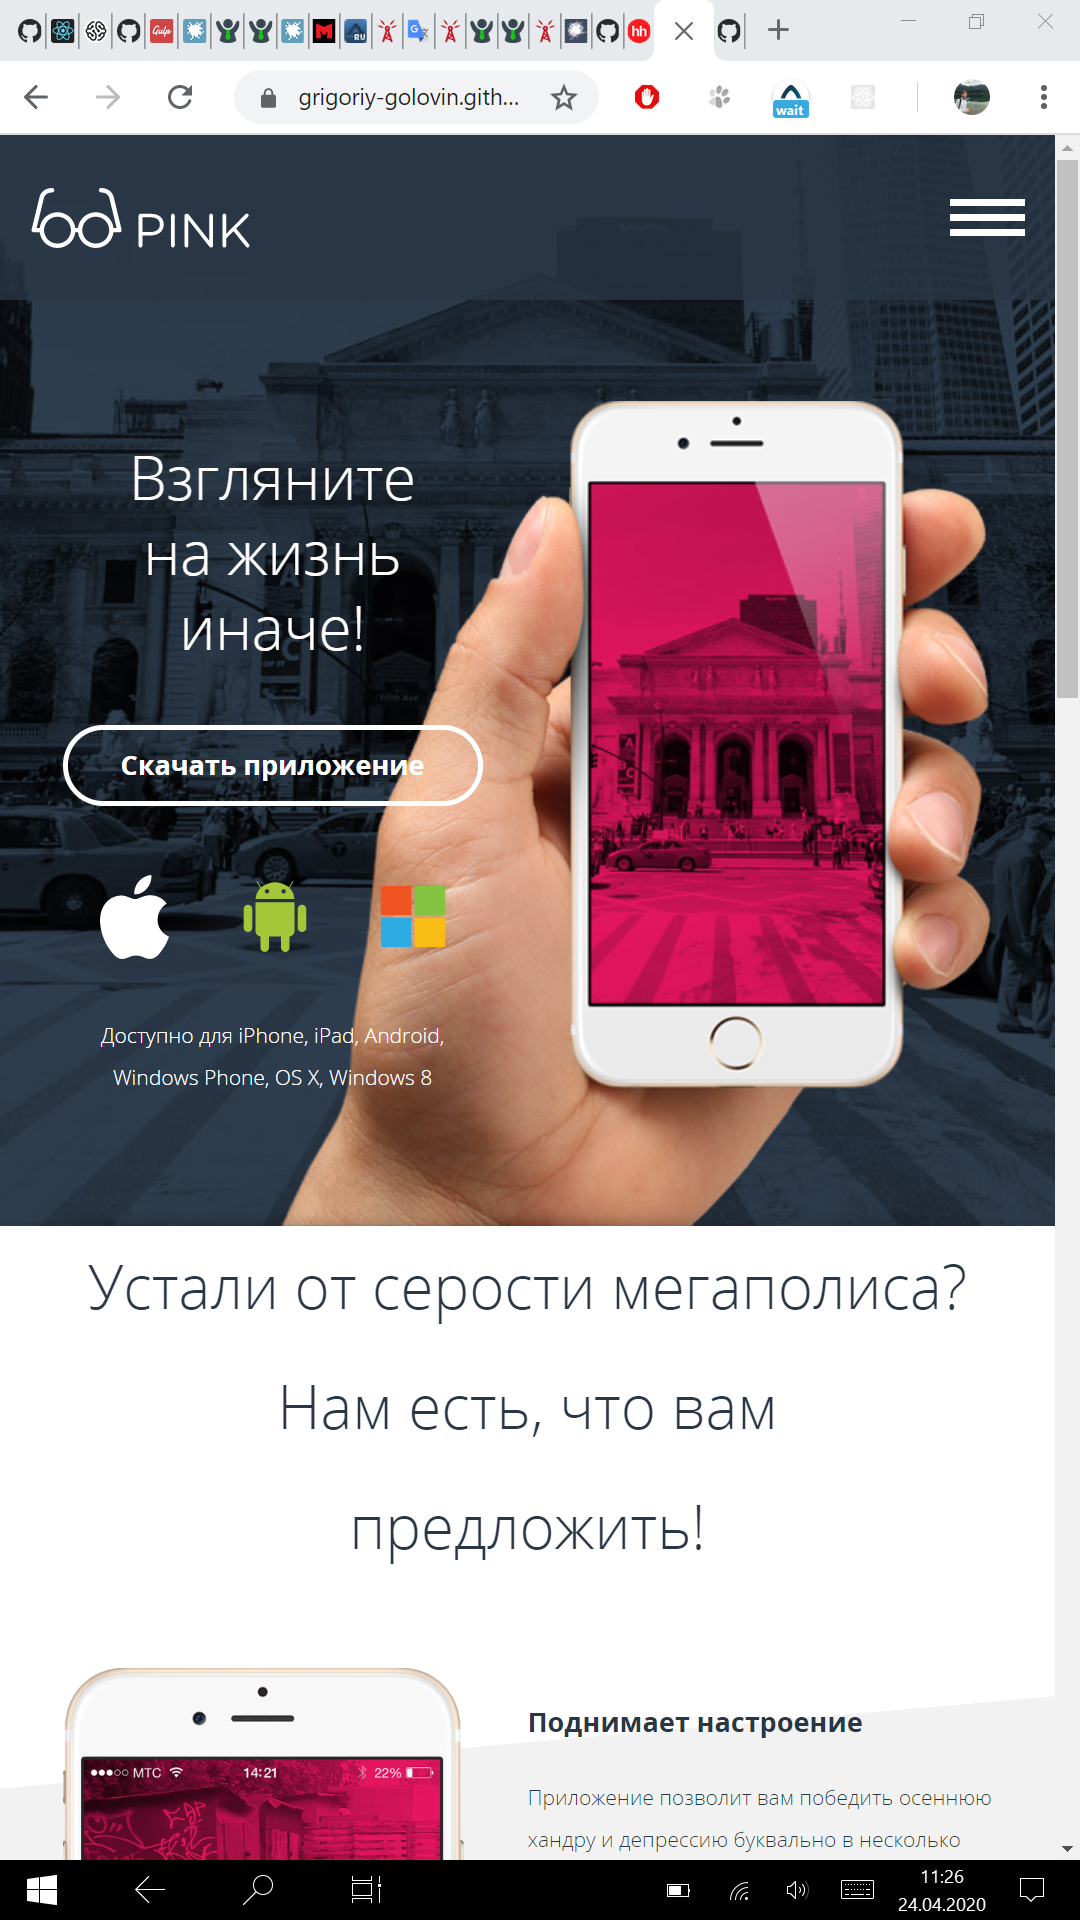 grigoriy-golovin.gith...
wait
PINK
Взгляните
на жизнь
иначе!
Скачать приложение
Доступно для iPhone, iPad, Android,
Windows Phone, OS X, Windows 8
Устали от серости мегаполиса?
Нам есть, что вам
предложить!
Поднимает настроение
МТС 14:21 22%
Приложение позволит вам победить осеннюю
хандру и депрессию буквально в несколько
11:26
24.04.2020